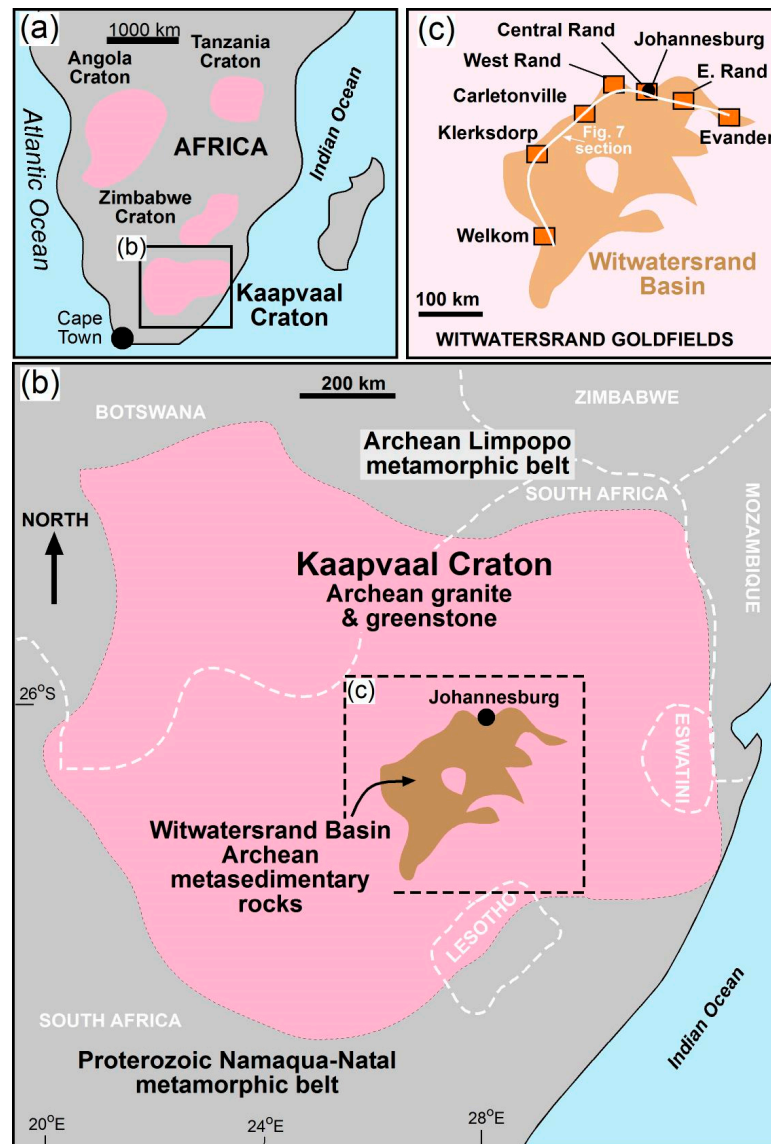 (a)
1000 km
Angola
Craton
Tanzania
Craton
AFRICA
Atlantic Ocean
Indian Ocean
Zimbabwe
Craton
(b)
Kaapvaal
Craton
Cape
Town
(c)
Central Rand
Johannesburg
West Rand
E. Rand
Carletonville
Evander
Klerksdorp
Fig. 7
section
Welkom
Witwatersrand
Basin
100 km
WITWATERSRAND GOLDFIELDS
(b)
200 km
BOTSWANA
ZIMBABWE
Archean Limpopo
metamorphic belt
SOUTH AFRICA
MOZAMBIQUE
NORTH
Kaapvaal Craton
Archean granite
& greenstone
26°S
(c)
Johannesburg
ESWATINI
Witwatersrand Basin
Archean
metasedimentary
rocks
LESOTHO
SOUTH AFRICA
Indian Ocean
Proterozoic Namaqua-Natal
metamorphic belt
20°E
24°E
28°E